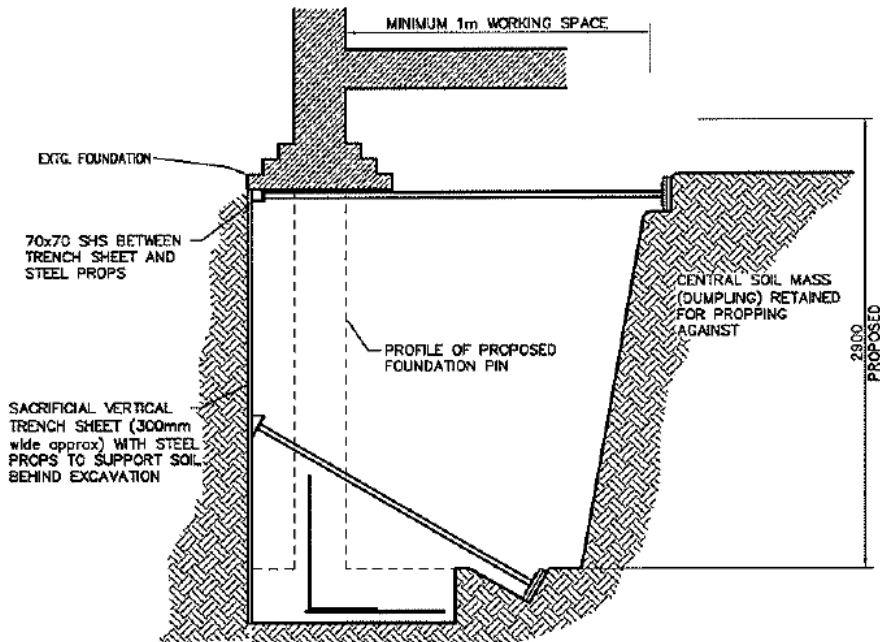 MINIMUM 1m WORKING SPACE
EXTG. FOUNDATION
70x70 SHS BETWEEN
TRENCH SHEET AND
STEEL PROPS
CENTRAL SOIL MASS
(DUMPLING) RETAINED
FOR PROPPING
AGAINST
2900
PROPOSED
PROFILE OF PROPOSED
FOUNDATION PIN
SACRIFICIAL VERTICAL
TRENCH SHEET (300mm
wide approx) WITH STEEL
PROPS TO SUPPORT SOIL
BEHIND EXCAVATION